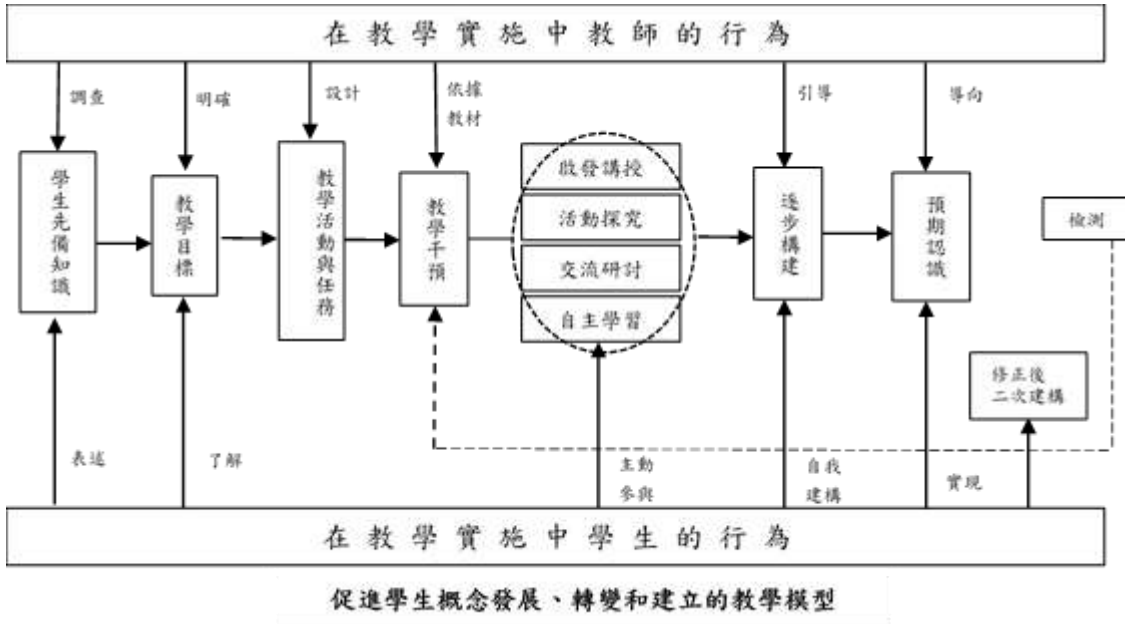 在教學實施中教師的行為
調查
明確
設計
依據
教材
引導
導向
學生先備知識
教學目標
教學活動與任務
教學干預
啟發講授
活動探究
交流研討
自主學習
逐步構建
預期認識
檢測
修正後
二次建構
表述
了解
主動
參與
自我
建構
實現
在教學實施中學生的行為
促進學生概念發展、轉變和建立的教學模型